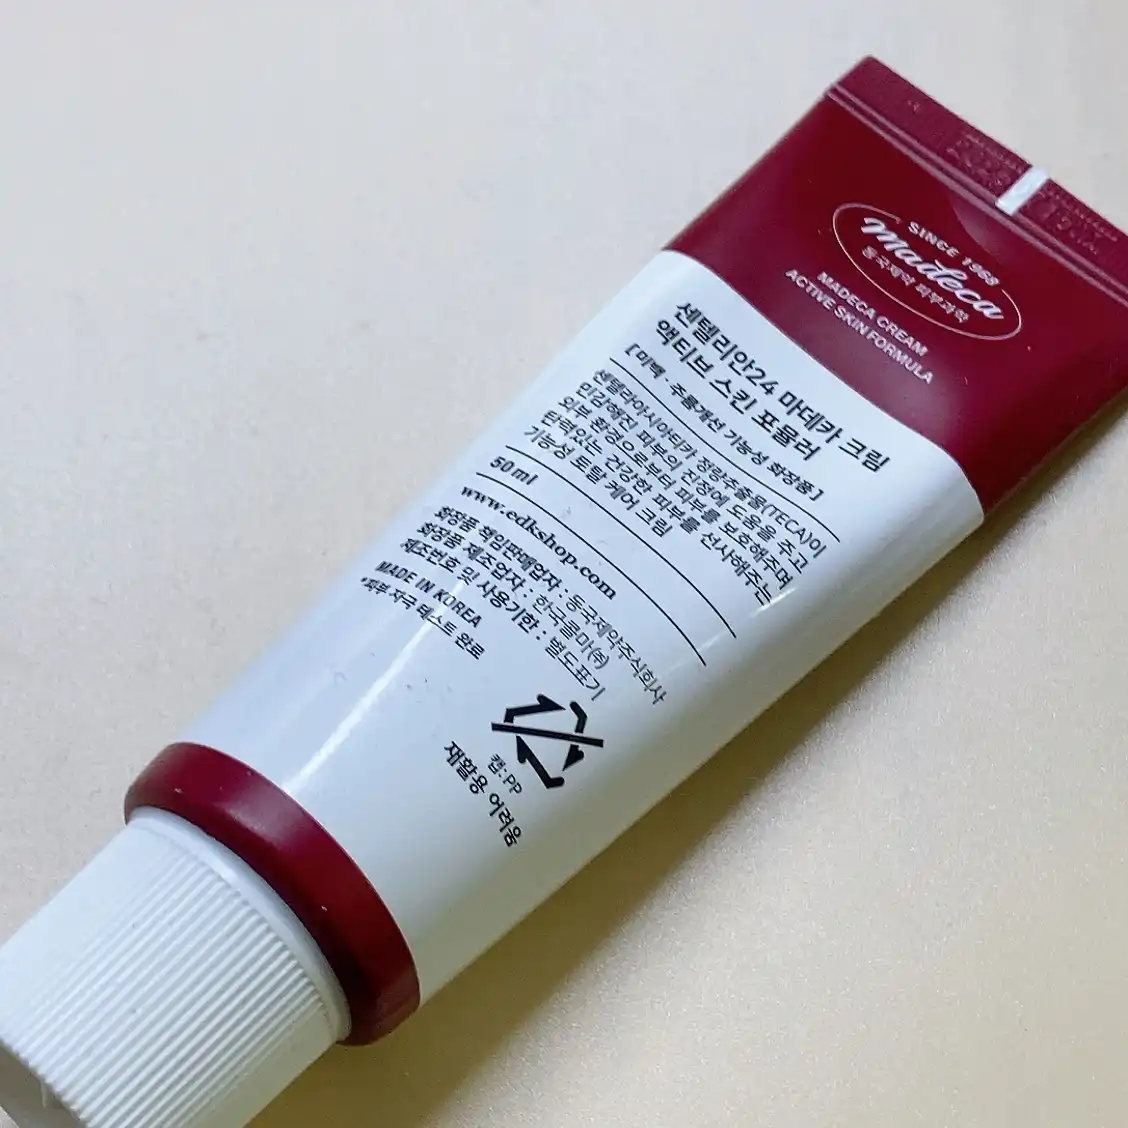 SINCE 1968
madeca
동국제약 피부과학
MADECA CREAM
ACTIVE SKIN FORMULA
센텔리안24 마데카 크림
액티브 스킨 포뮬러
[ 미백 · 주름개선 기능성 화장품 ]
센텔라아시아티카 정량추출물(TECA)이
민감해진 피부의 진정에 도움을 주고
외부 환경으로부터 피부를 보호해주며
탄력있는 건강한 피부를 선사해주는
기능성 토탈 케어 크림
50 ml
www.cdkshop.com
화장품 책임판매업자 : 동국제약주식회사
화장품 제조업자 : 한국콜마㈜
제조번호 및 사용기한 : 별도표기
MADE IN KOREA
*피부 자극 테스트 완료
캡: PP
재활용 어려움